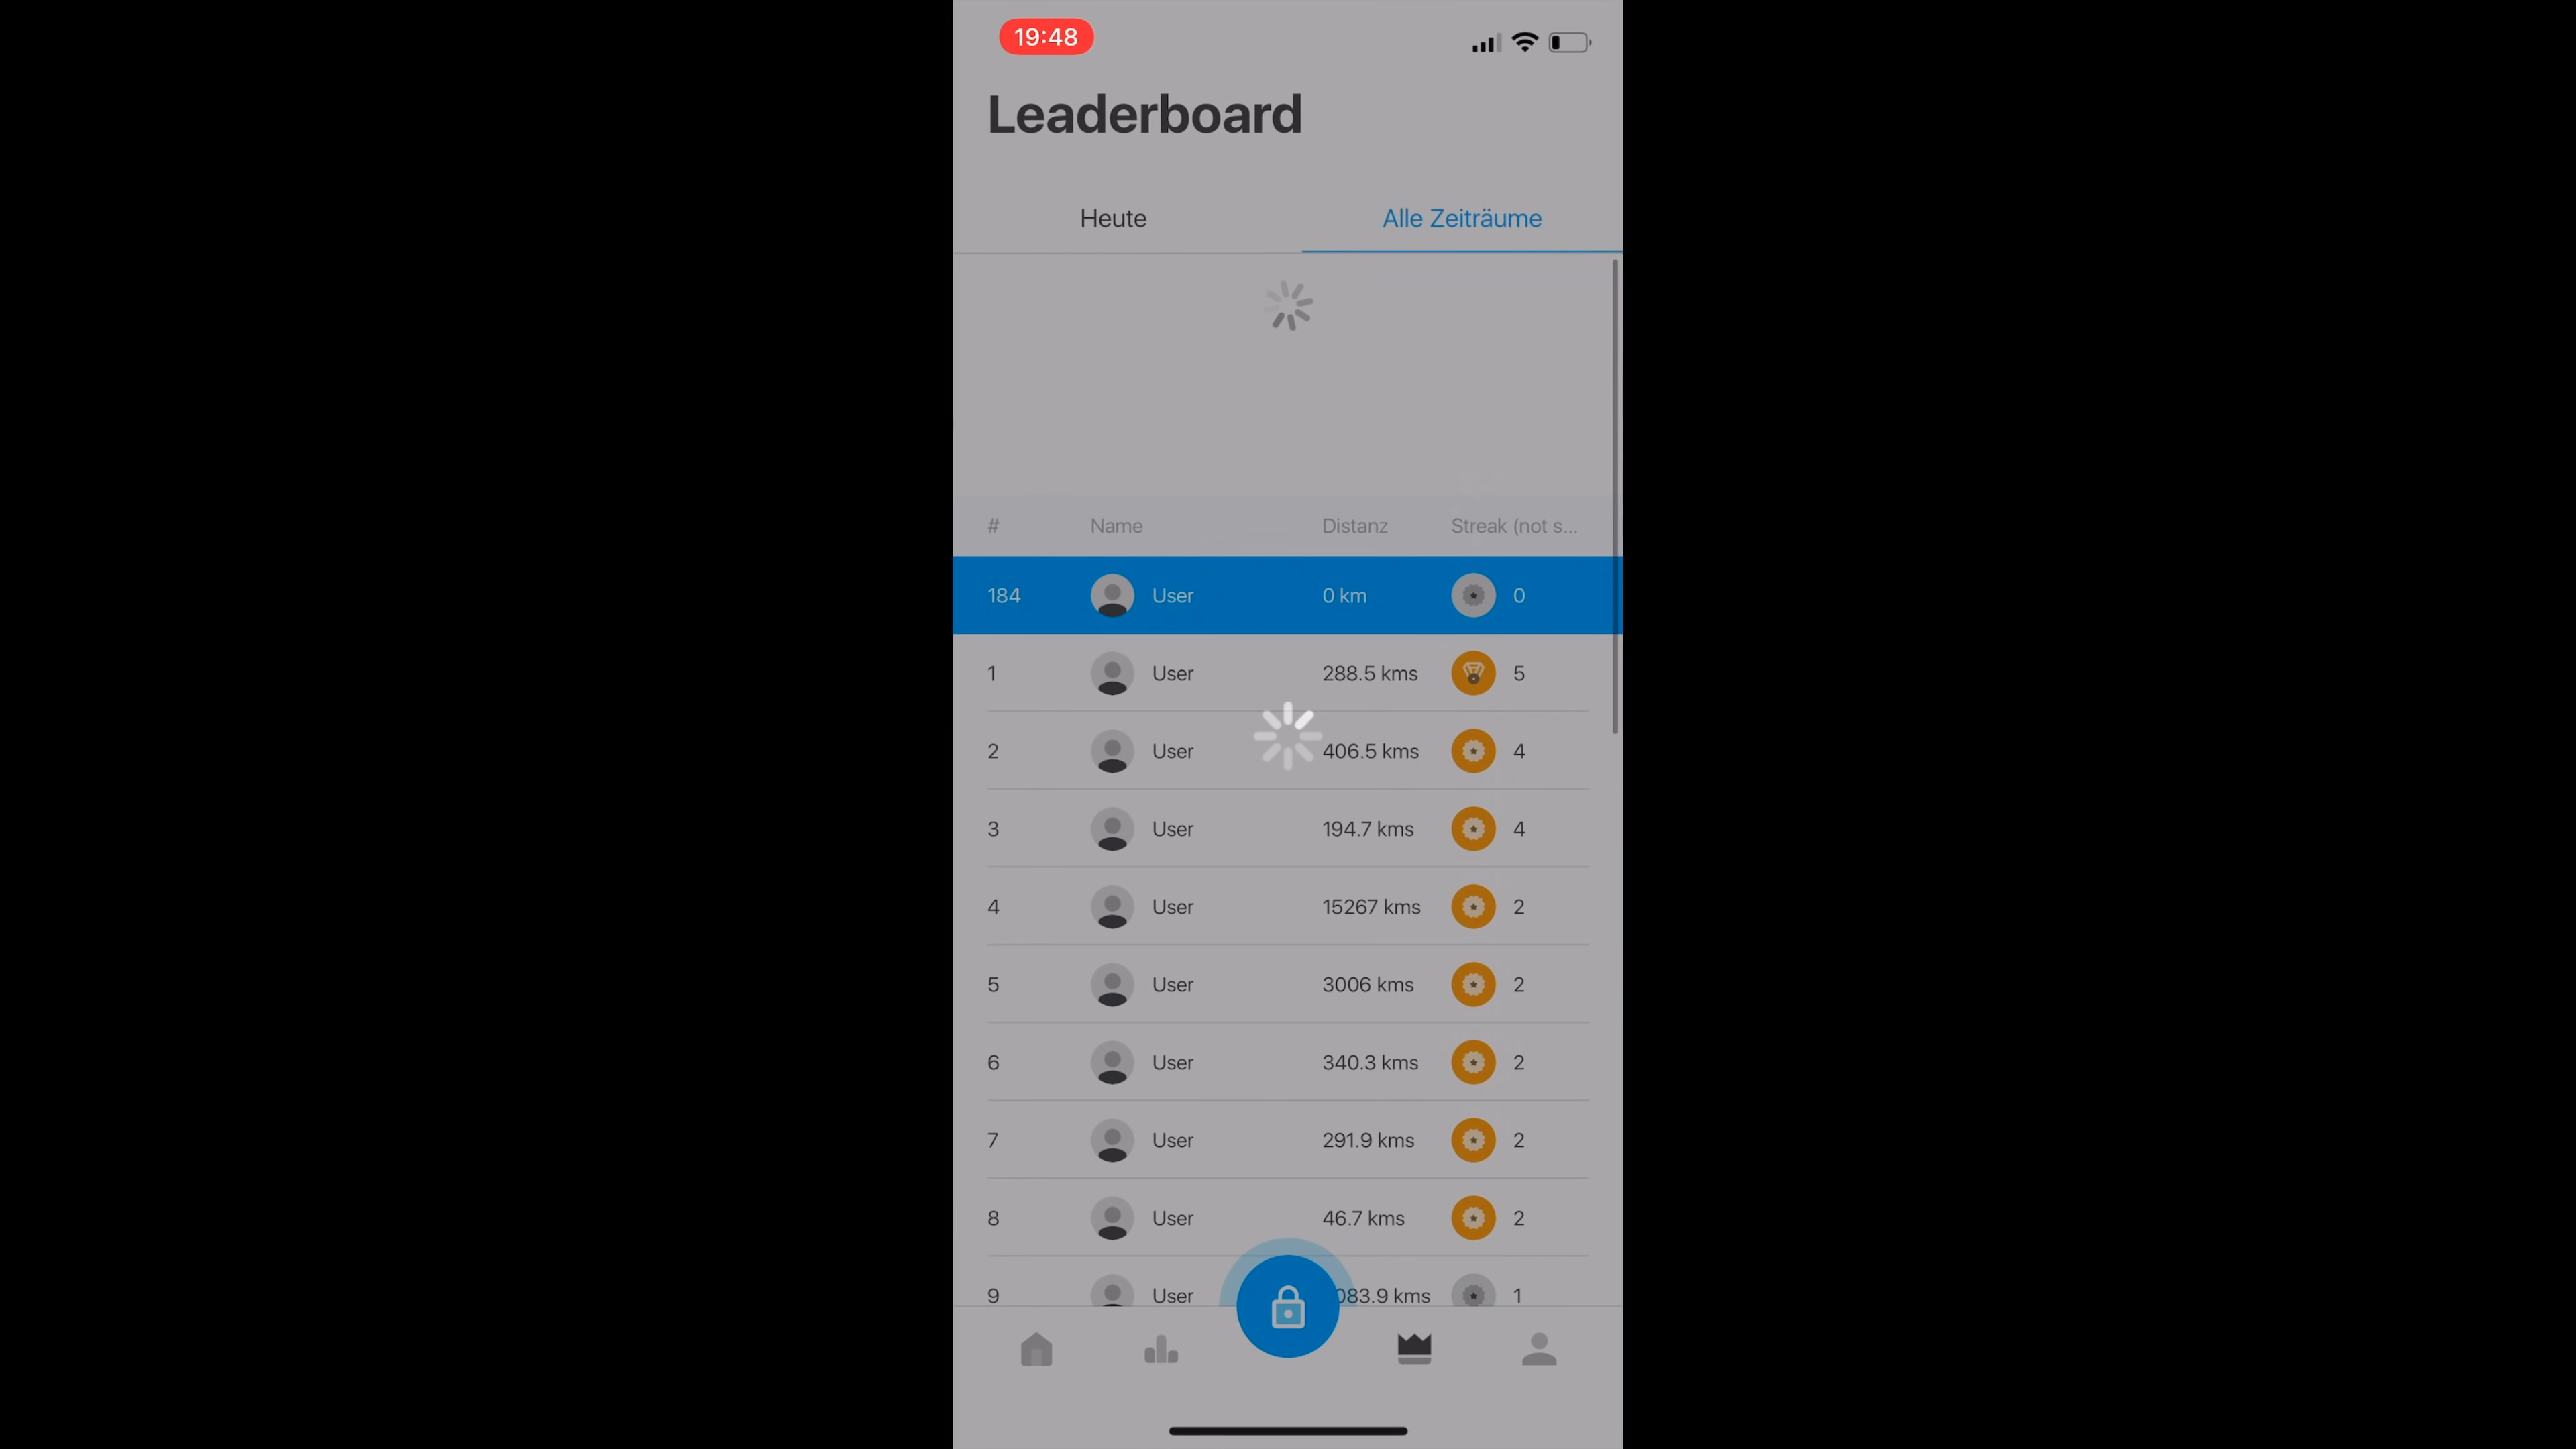 19:48
Leaderboard
Heute Alle Zeiträume
# Name Distanz Streak (not s...
184 User 0 km 0
1 User 288.5 kms 5
2 User 406.5 kms 4
3 User 194.7 kms 4
4 User 15267 kms 2
5 User 3006 kms 2
6 User 340.3 kms 2
7 User 291.9 kms 2
8 User 46.7 kms 2
9 User 083.9 kms 1